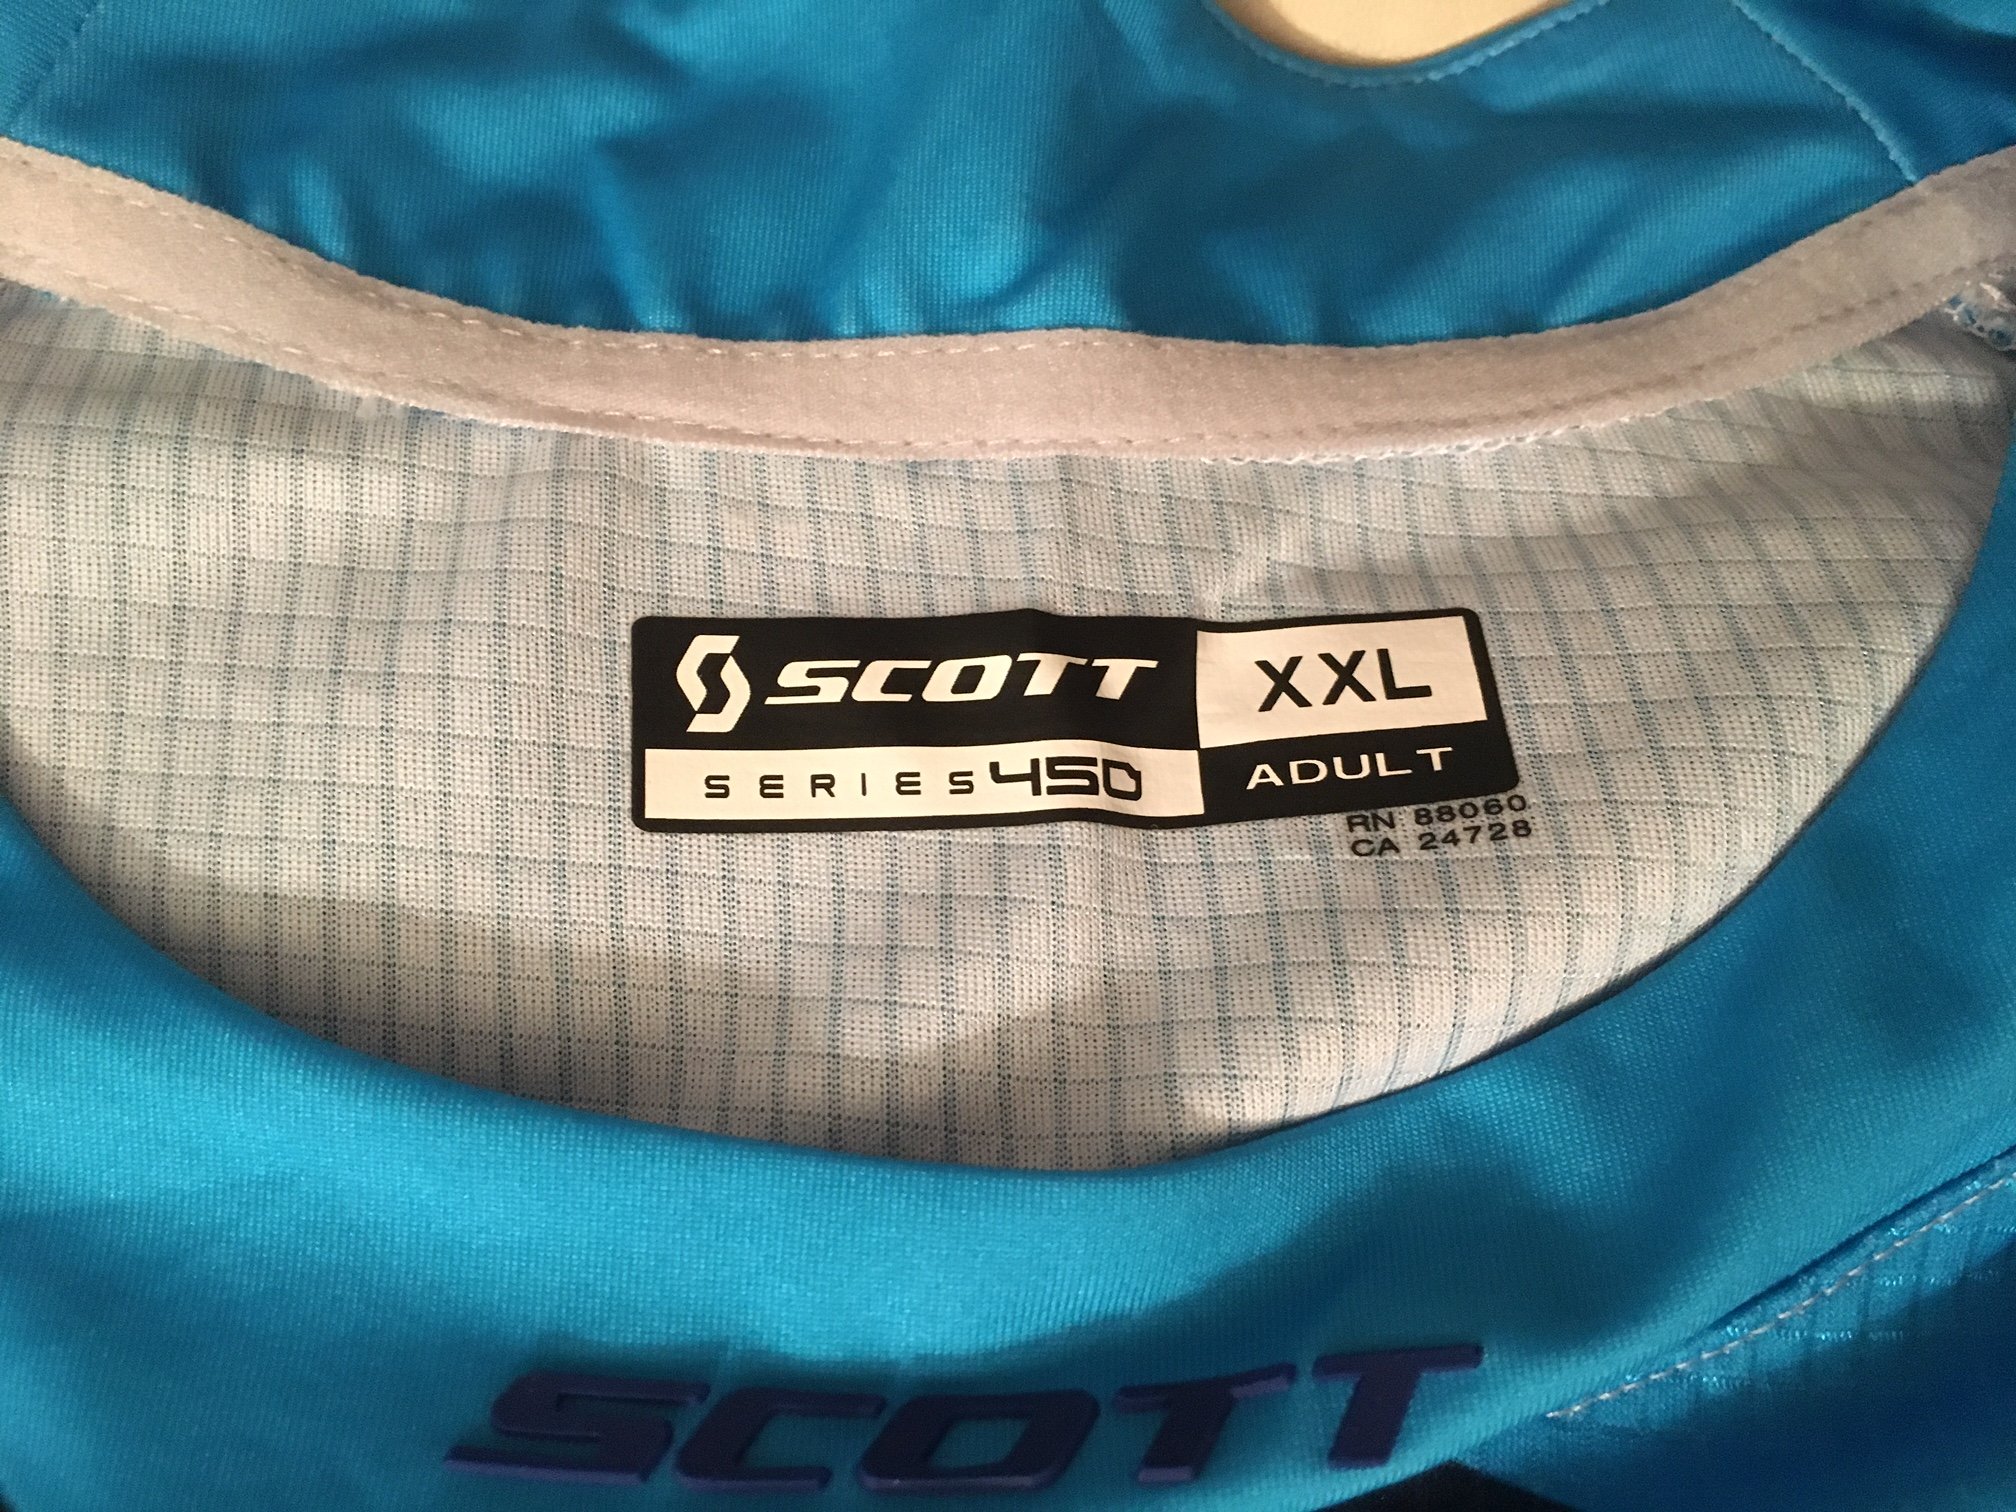 SCOTT XXL
SERIES 450 ADULT
RN 88060
CA 24728
SCOTT